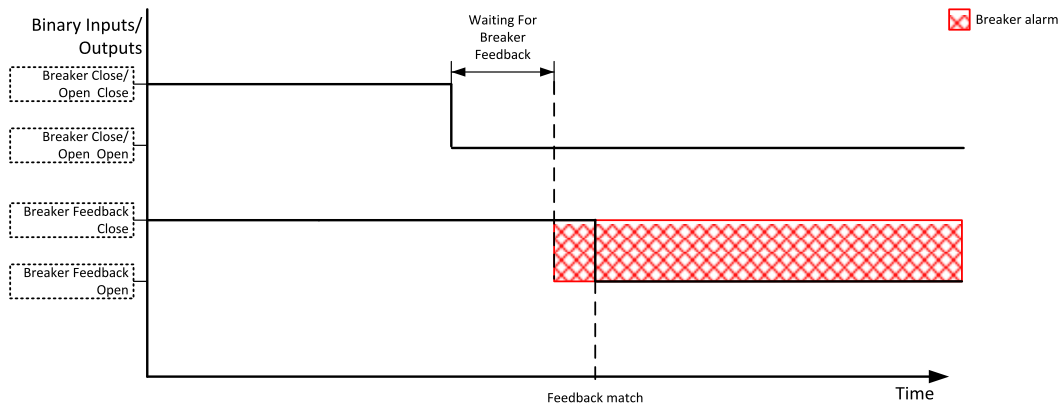 Binary Inputs/
Outputs
Waiting For
Breaker
Feedback
Breaker alarm
Breaker Close/
Open Close
Breaker Close/
Open Open
Breaker Feedback
Close
Breaker Feedback
Open
Time
Feedback match